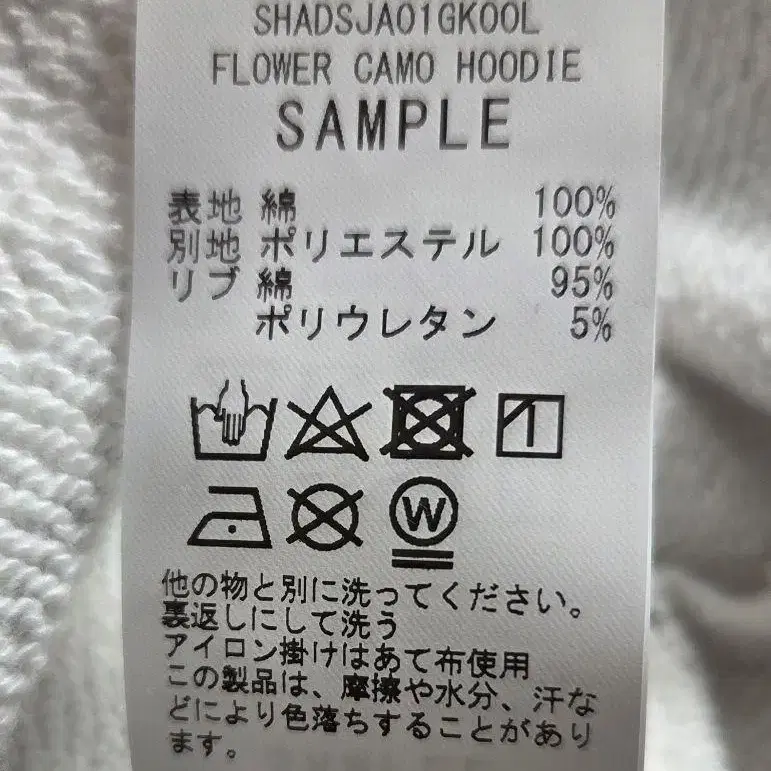 SHADSJA01GKOOL
FLOWER CAMO HOODIE
SAMPLE
表地 綿 100%
別地 ポリエステル 100%
リブ 綿 95%
ポリウレタン 5%
W
他の物と別に洗ってください。
裏返しにして洗う
アイロン掛けはあて布使用
この製品は、摩擦や水分、汗な
どにより色落ちすることがあり
ます。